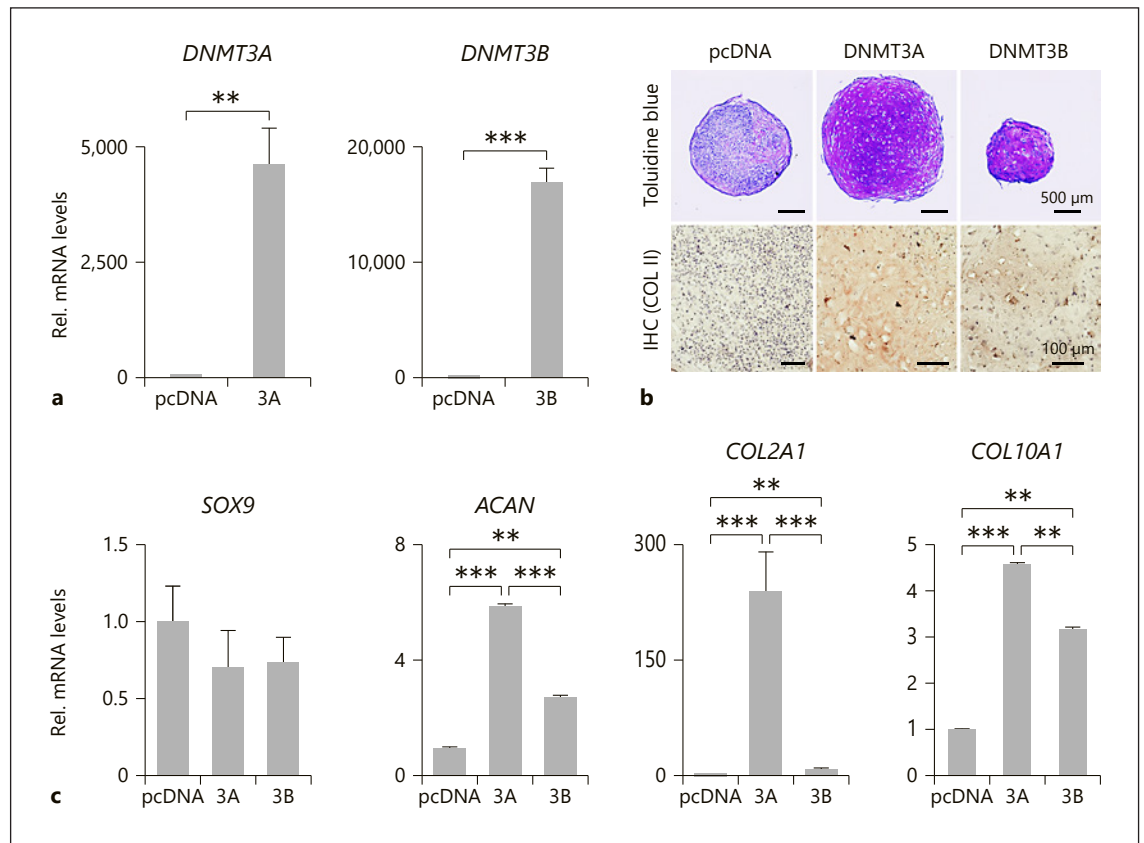 DNMT3A
DNMT3B
Rel. mRNA levels
**
5,000
2,500
0
pcDNA 3A
***
20,000
10,000
0
pcDNA 3B
a
pcDNA DNMT3A DNMT3B
Toluidine blue
500 μm
IHC (COL II)
100 μm
b
SOX9
Rel. mRNA levels
1.5
1.0
0.5
0
pcDNA 3A 3B
ACAN
**
*** ***
8
4
0
pcDNA 3A 3B
COL2A1
**
*** ***
300
150
0
pcDNA 3A 3B
COL10A1
**
*** **
5
4
3
2
1
0
pcDNA 3A 3B
c